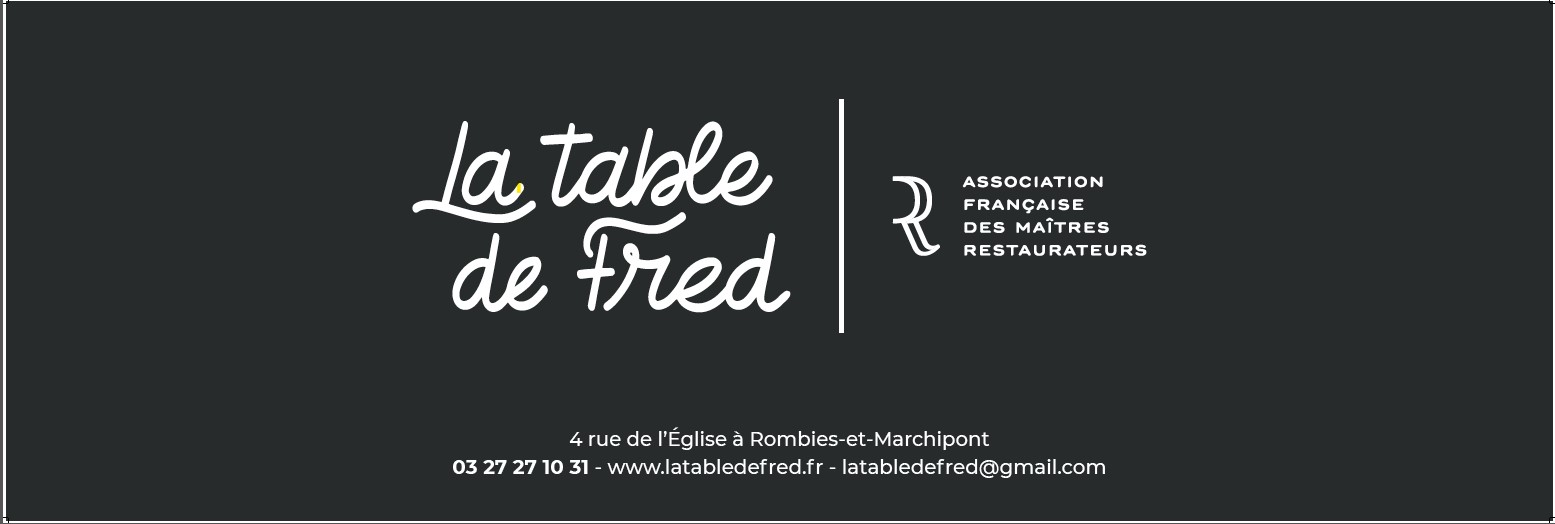 La table
de Fred
R
ASSOCIATION
FRANÇAISE
DES MAÎTRES
RESTAURATEURS
4 rue de l'Église à Rombies-et-Marchipont
03 27 27 10 31 - www.latabledefred.fr - latabledefred@gmail.com